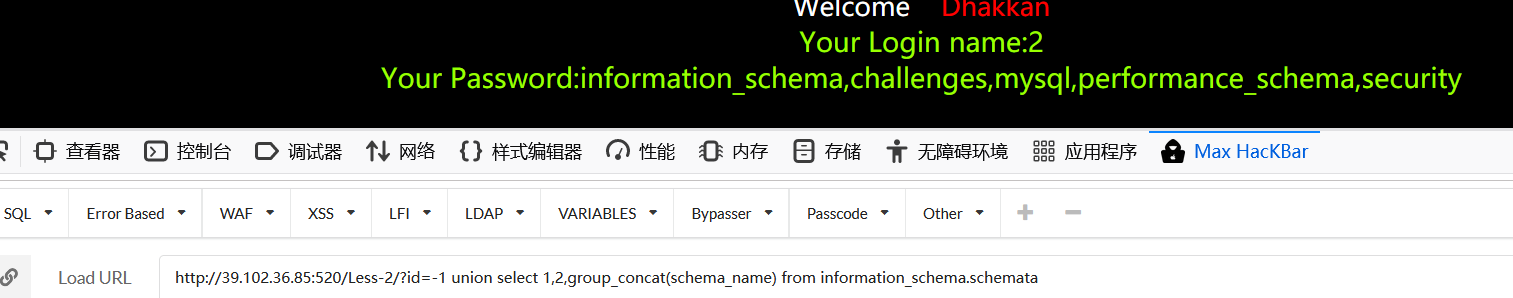 Welcome Dhakkan
Your Login name:2
Your Password:information_schema,challenges,mysql,performance_schema,security
查看器 控制台 调试器 网络 样式编辑器 性能 内存 存储 无障碍环境 应用程序 Max HacKBar
SQL Error Based WAF XSS LFI LDAP VARIABLES Bypasser Passcode Other
Load URL http://39.102.36.85:520/Less-2/?id=-1 union select 1,2,group_concat(schema_name) from information_schema.schemata